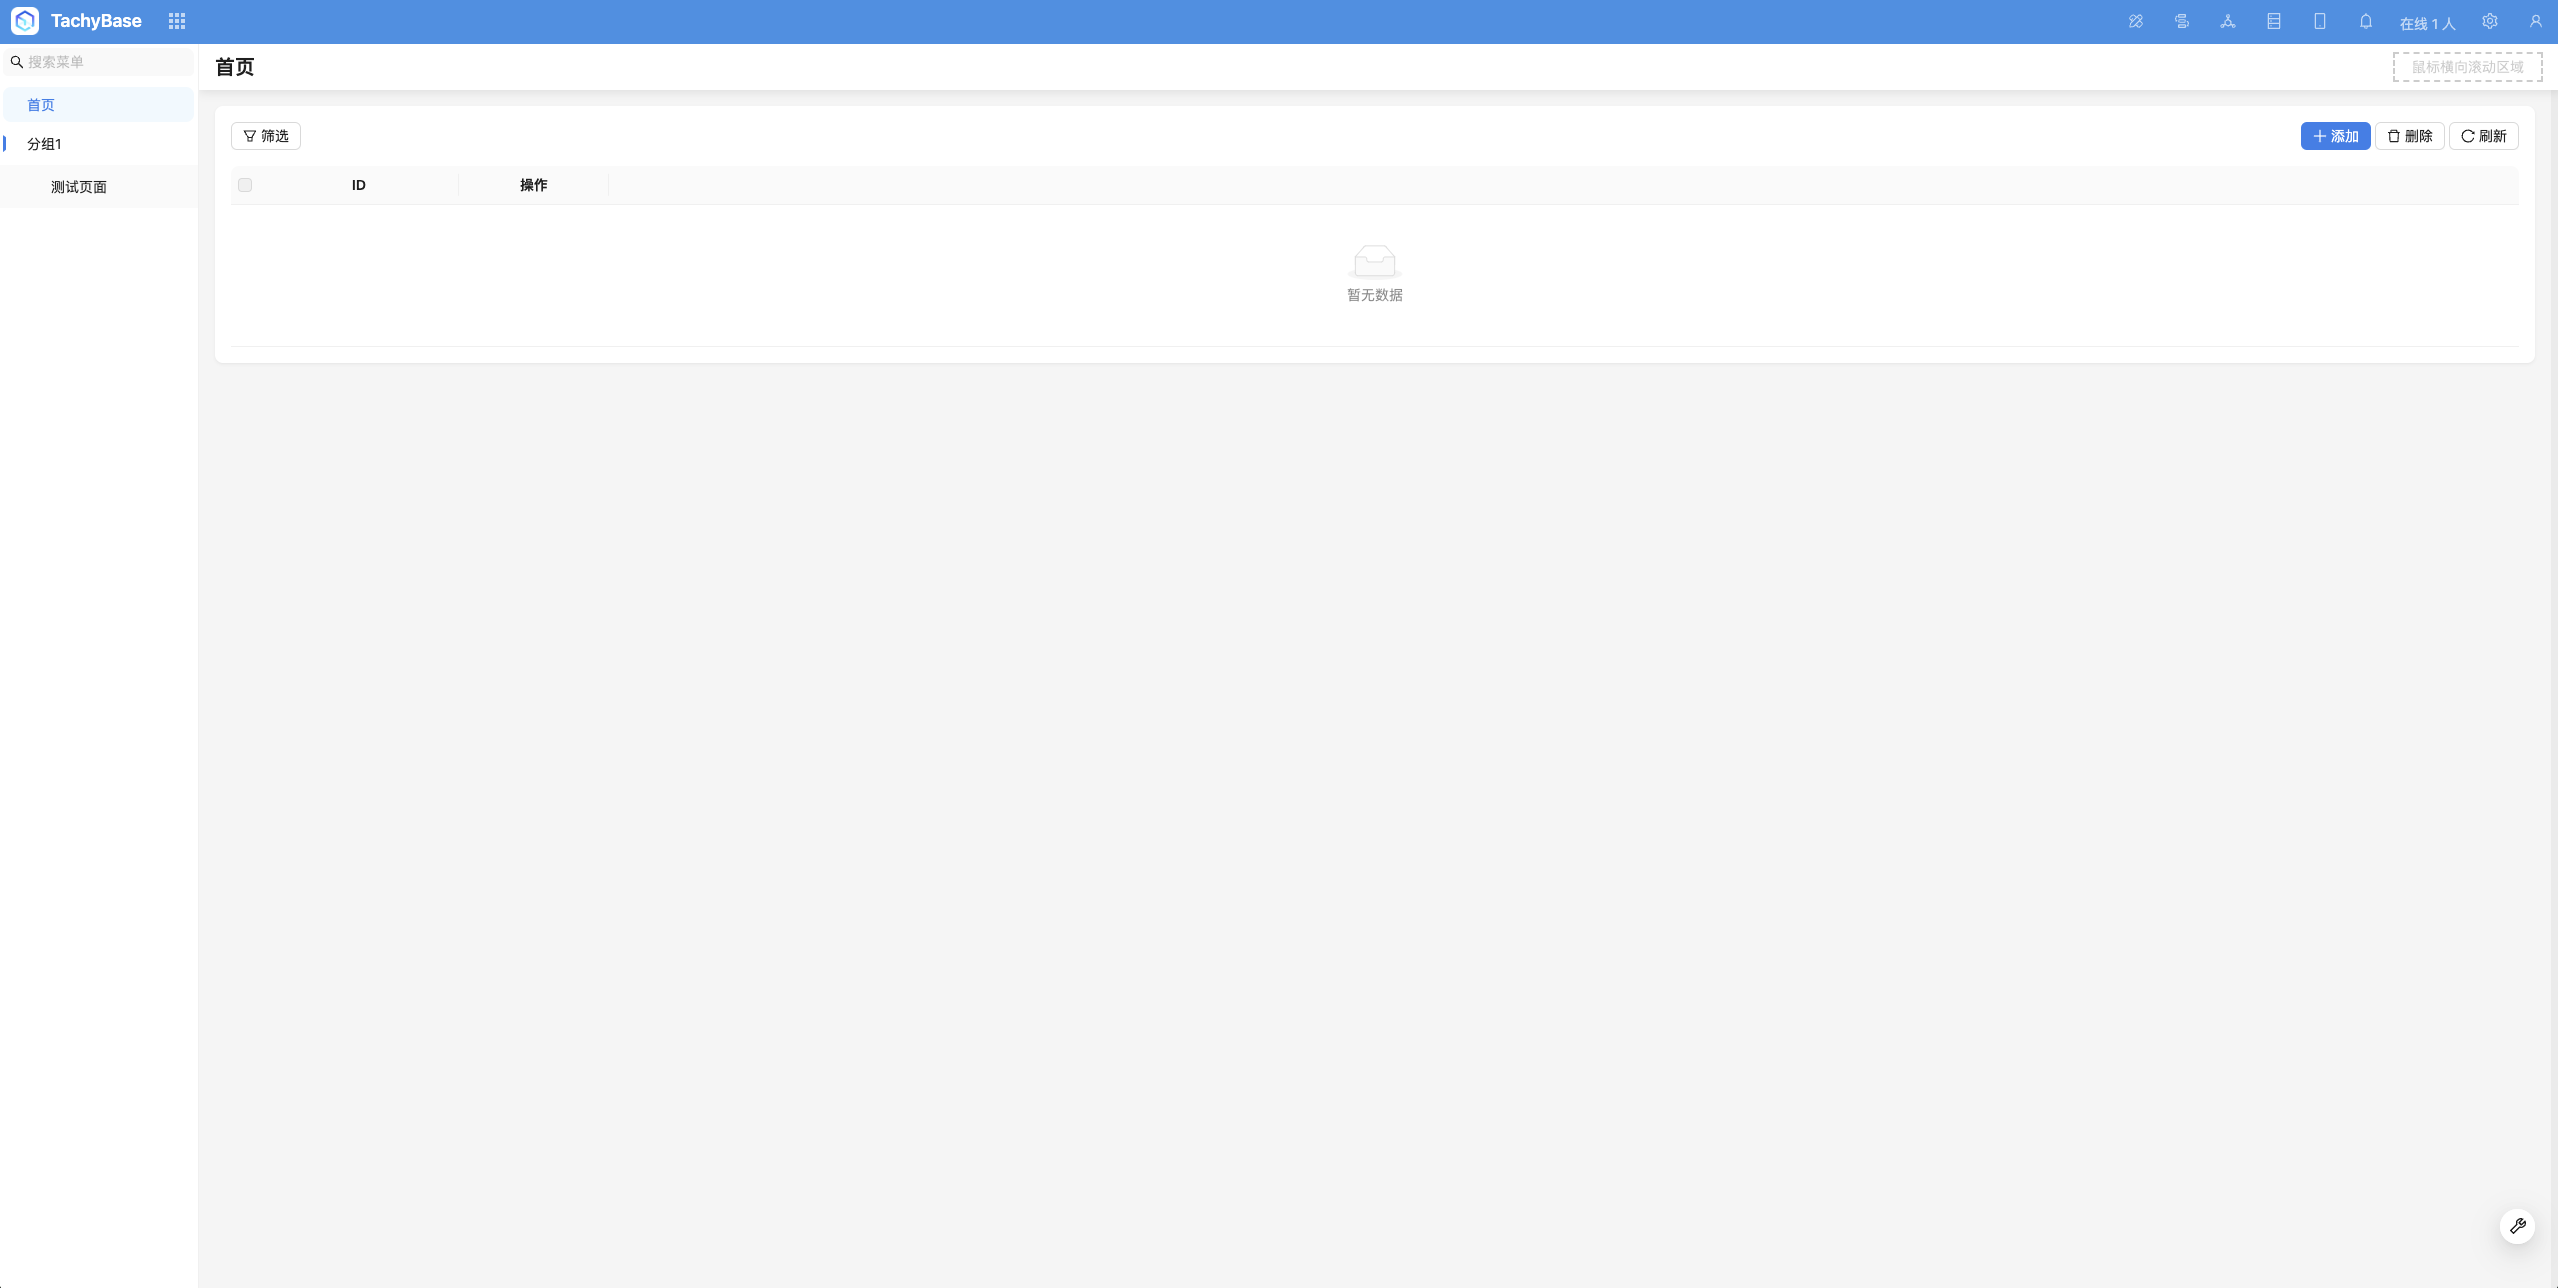 TachyBase
在线 1 人
搜索菜单
首页
分组1
测试页面
首页
鼠标横向滚动区域
筛选
添加
删除
刷新
ID
操作
暂无数据